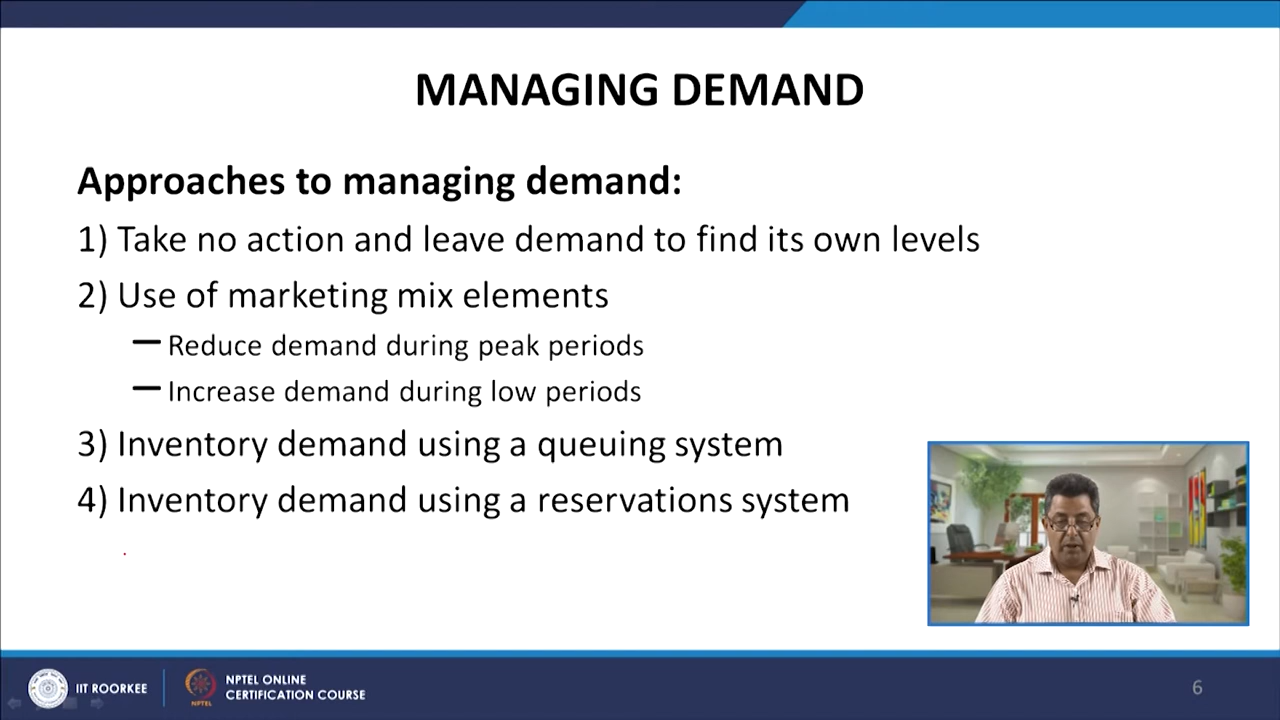 MANAGING DEMAND
Approaches to managing demand:
1) Take no action and leave demand to find its own levels
2) Use of marketing mix elements
— Reduce demand during peak periods
— Increase demand during low periods
3) Inventory demand using a queuing system
4) Inventory demand using a reservations system
IIT ROORKEE
NPTEL
NPTEL ONLINE
CERTIFICATION COURSE
6